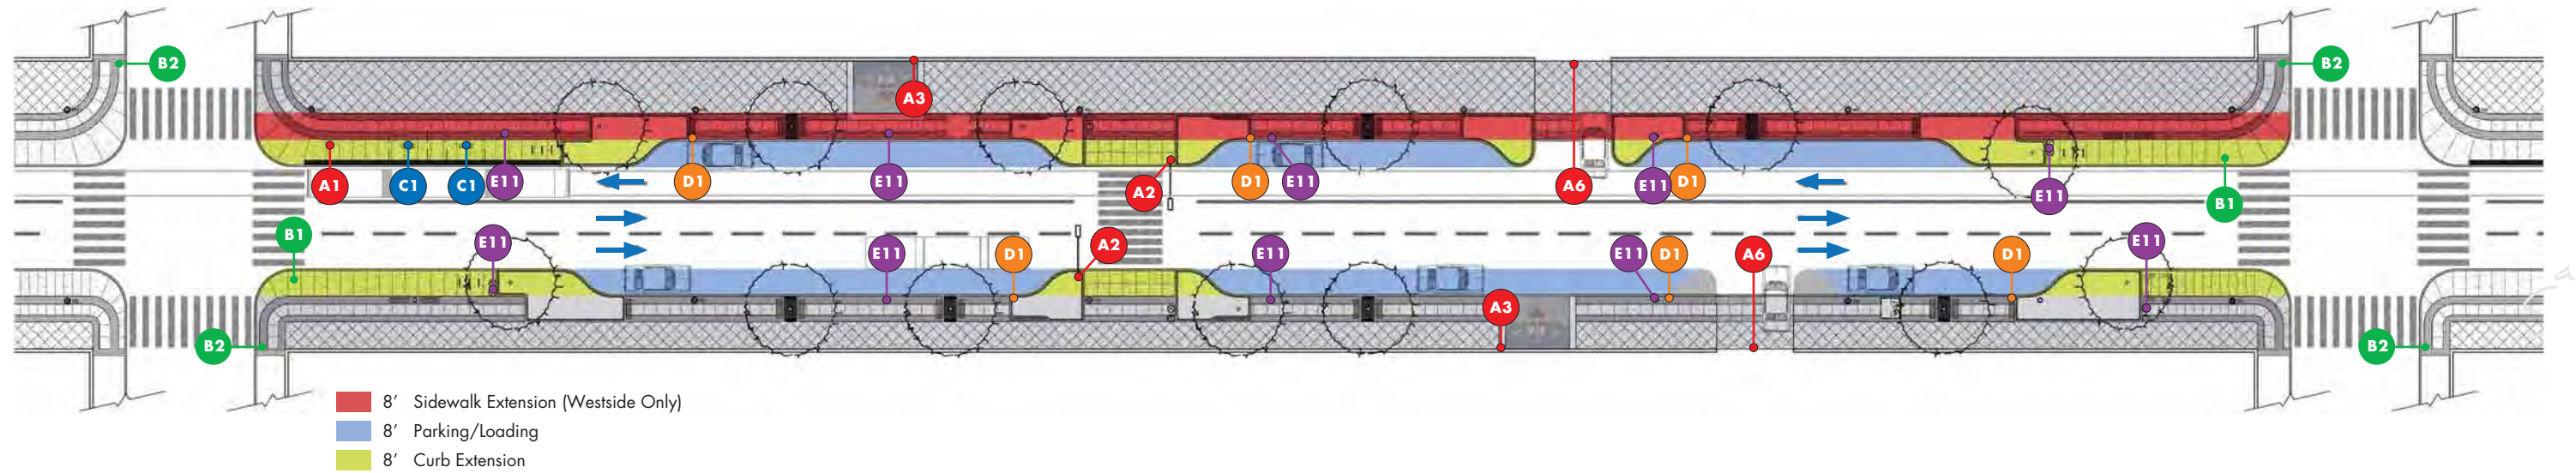 B2
B2
A3
A1
C1
C1
E11
D1
E11
A2
D1
E11
A6
E11
D1
E11
B1
B1
E11
E11
D1
A2
E11
E11
D1
A6
D1
E11
A3
B2
B2
8’ Sidewalk Extension (Westside Only)
8’ Parking/Loading
8’ Curb Extension